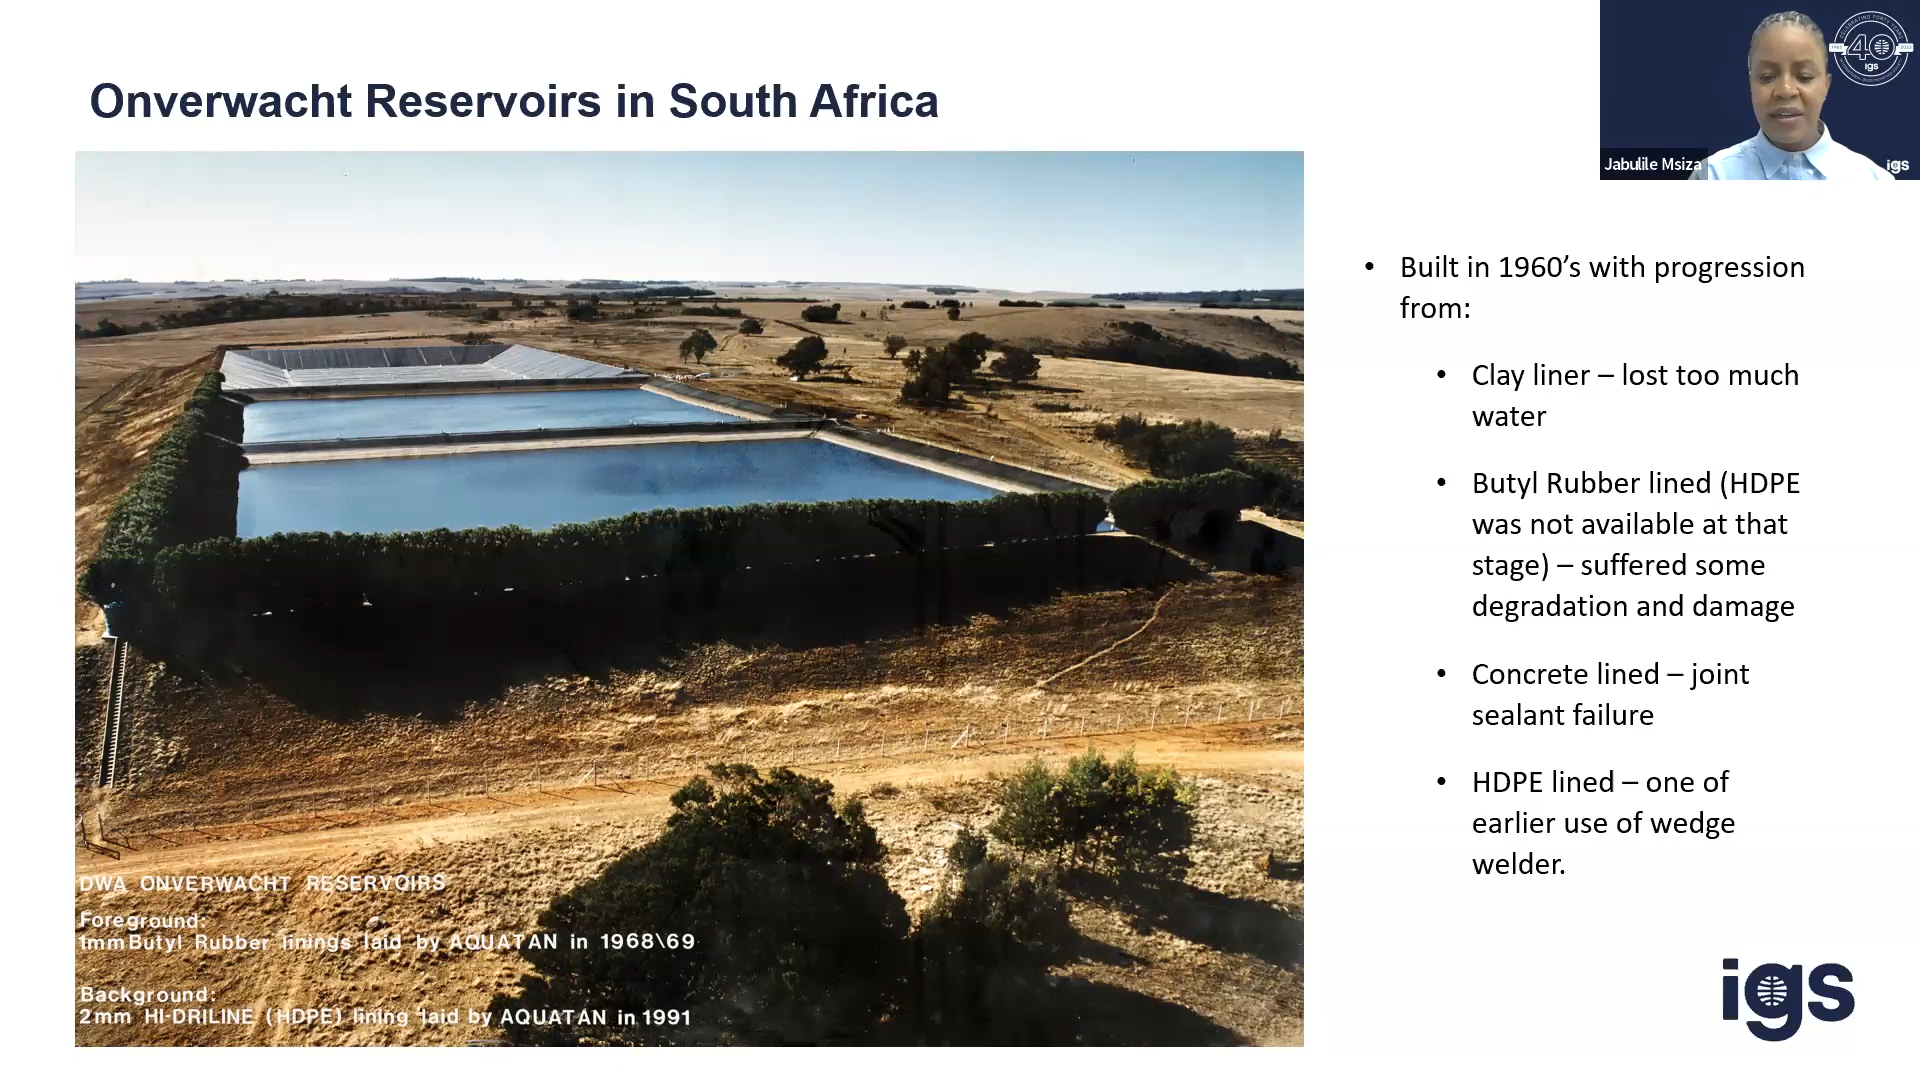 Onverwacht Reservoirs in South Africa
40
igs
Jabulile Msiza
igs
• Built in 1960’s with progression
from:
• Clay liner – lost too much
water
• Butyl Rubber lined (HDPE
was not available at that
stage) – suffered some
degradation and damage
• Concrete lined – joint
sealant failure
• HDPE lined – one of
earlier use of wedge
welder.
DWA ONVERWACHT RESERVOIRS
Foreground:
1mm Butyl Rubber linings laid by AQUATAN in 1968\69
Background:
2mm HI-DRILINE (HDPE) lining laid by AQUATAN in 1991
igs